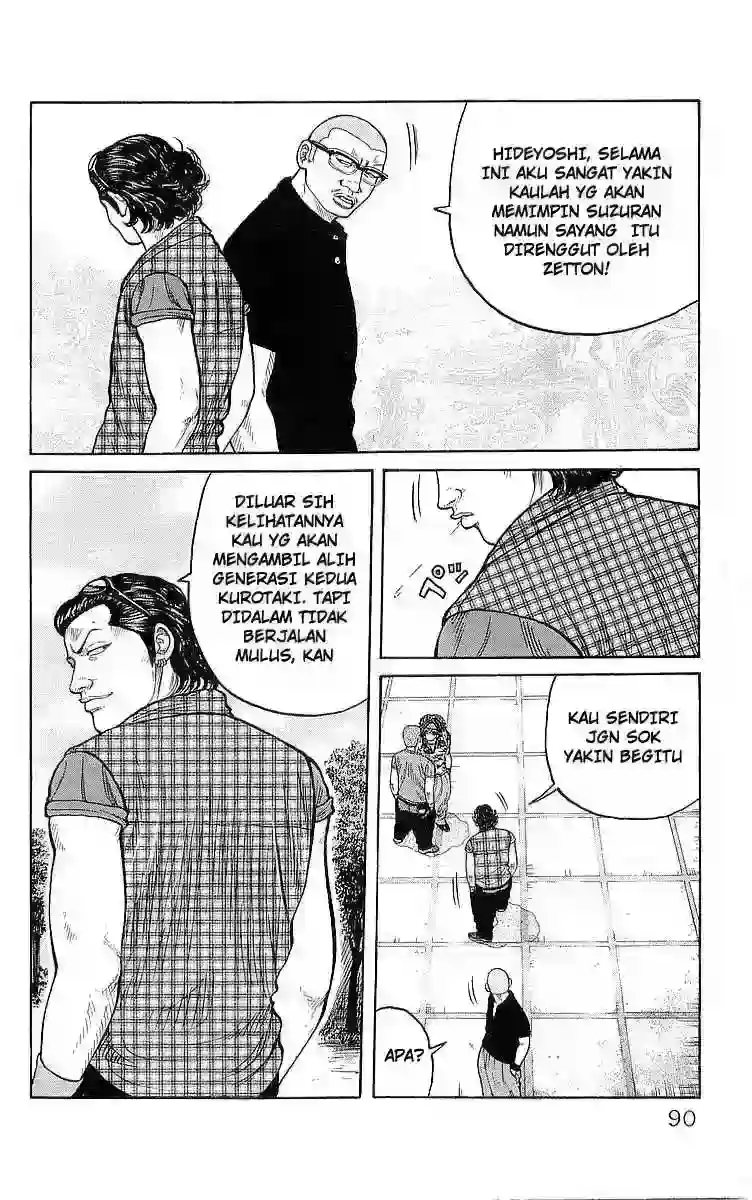 HIDEYOSHI, SELAMA
INI AKU SANGAT YAKIN
KAULAH YG AKAN
MEMIMPIN SUZURAN
NAMUN SAYANG ITU
DIRENGGUT OLEH
ZETTON!
プッ
DILUAR SIH
KELIHATANNYA
KAU YG AKAN
MENGAMBIL ALIH
GENERASI KEDUA
KUROTAKI. TAPI
DIDALAM TIDAK
BERJALAN
MULUS, KAN
KAU SENDIRI
JGN SOK
YAKIN BEGITU
APA?
90